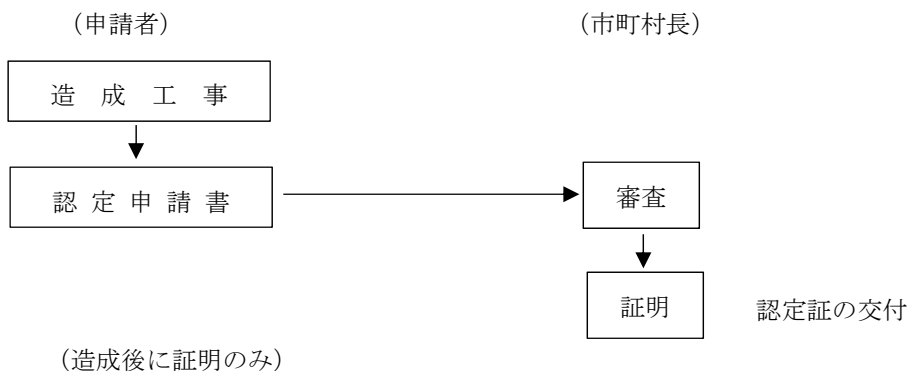 （申請者）
（市町村長）
造　成　工　事
認 定 申 請 書
審査
証明
認定証の交付
（造成後に証明のみ）